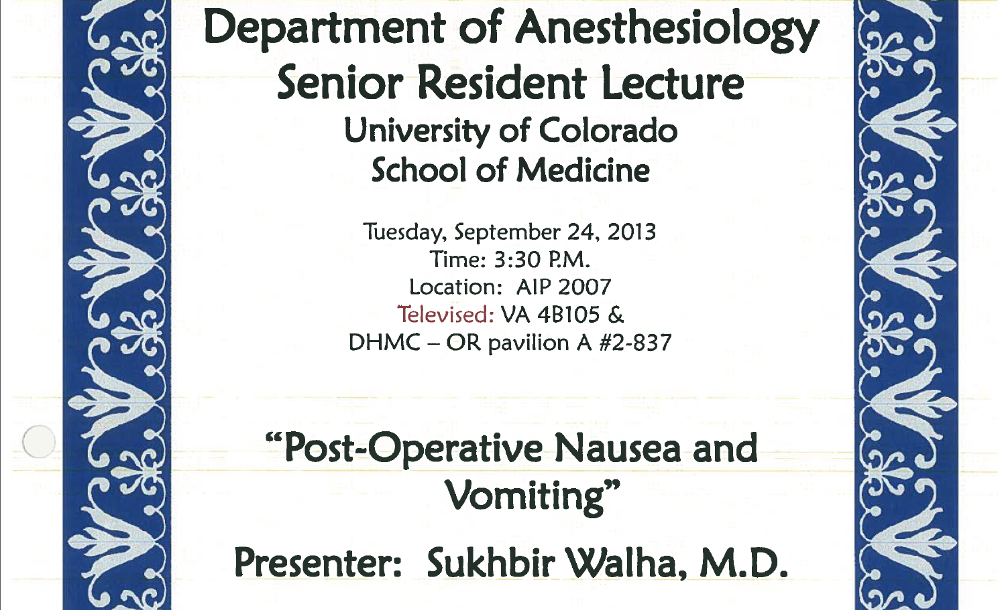 Department of Anesthesiology
Senior Resident Lecture
University of Colorado
School of Medicine
Tuesday, September 24, 2013
Time: 3:30 P.M.
Location: AIP 2007
Televised: VA 4B105 &
DHMC – OR pavilion A #2-837
“Post-Operative Nausea and
Vomiting”
Presenter: Sukhbir Walha, M.D.